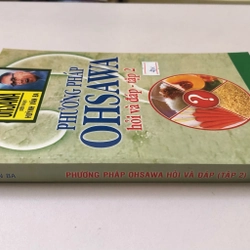 OHSAWA
PHƯƠNG PHÁP
OHSAWA
hỏi và đáp - tập 2
?
PHƯƠNG PHÁP OHSAWA HỎI VÀ ĐÁP (TẬP 2)